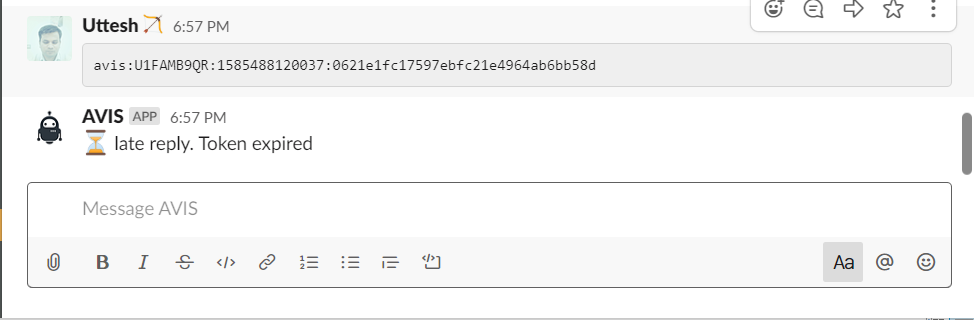 Uttesh 6:57 PM
avis:U1FAMB9QR:1585488120037:0621e1fc17597ebfc21e4964ab6bb58d
AVIS APP 6:57 PM
late reply. Token expired
Message AVIS
B I S </> Aa @